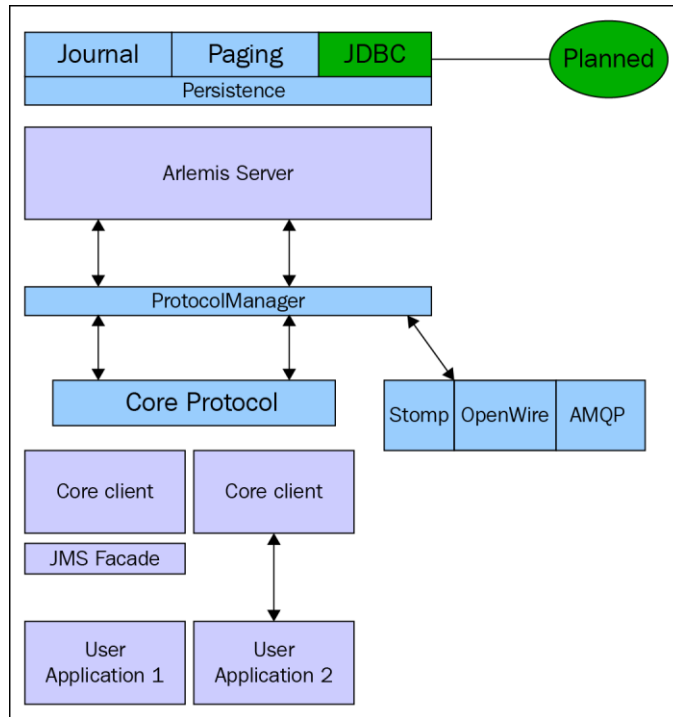 Journal Paging JDBC Planned
Persistence
Arlemis Server
ProtocolManager
Core Protocol
Stomp OpenWire AMQP
Core client Core client
JMS Facade
User
Application 1
User
Application 2